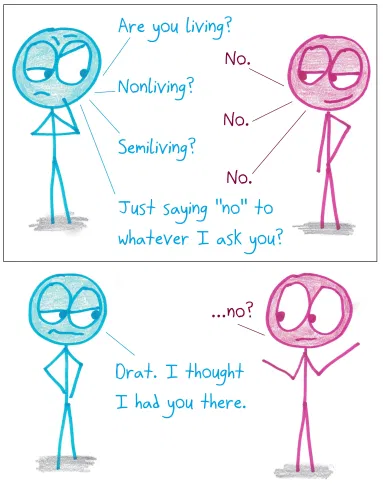 Are you living?
No.
Nonliving?
No.
Semiliving?
No.
Just saying "no" to
whatever I ask you?
...no?
Drat. I thought
I had you there.